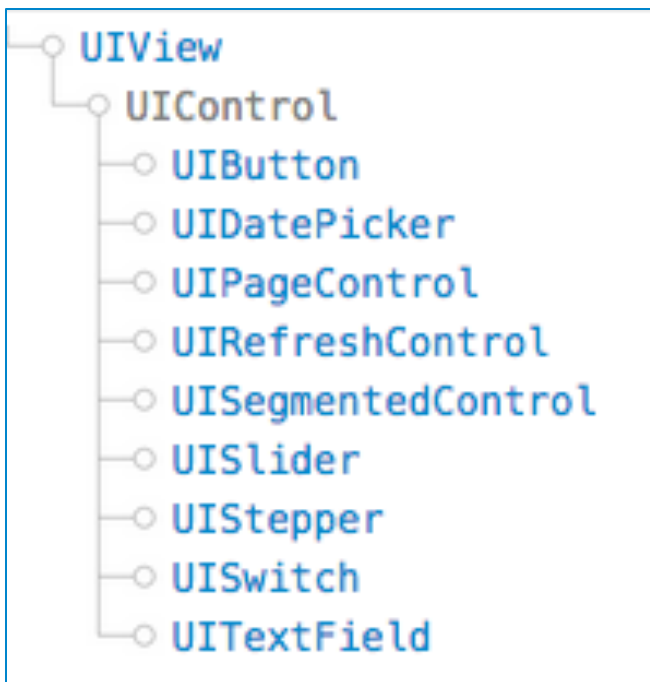 UIView
UIControl
UIButton
UIDatePicker
UIPageControl
UIRefreshControl
UISegmentedControl
UISlider
UIStepper
UISwitch
UITextField